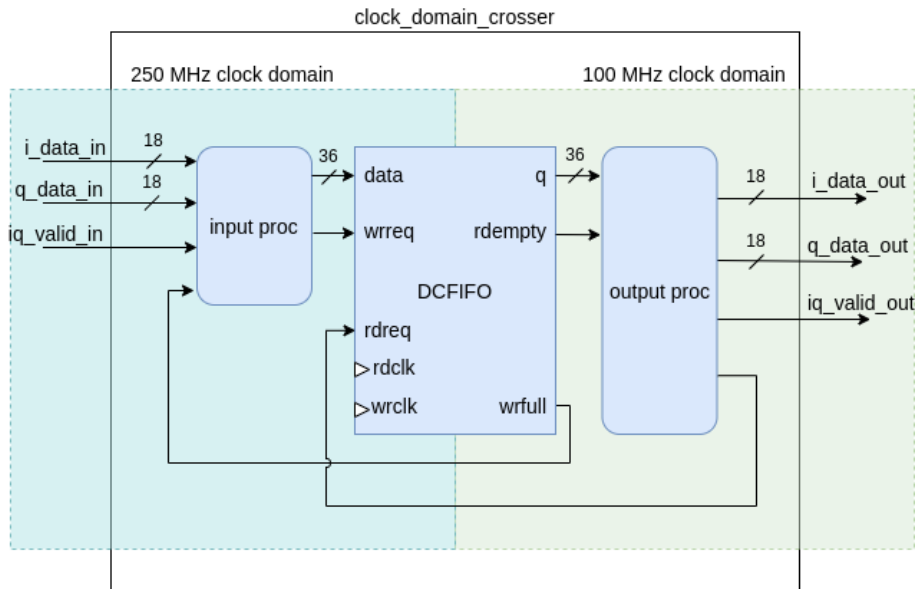 clock_domain_crosser
250 MHz clock domain
100 MHz clock domain
i_data_in
18
q_data_in
18
iq_valid_in
input proc
36
data
wrreq
DCFIFO
rdreq
rdclk
wrclk
q
rdempty
wrfull
36
output proc
18
i_data_out
18
q_data_out
iq_valid_out